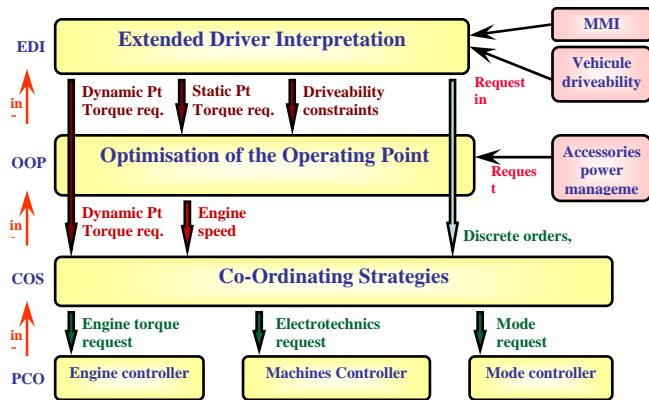 MMI
EDI
Extended Driver Interpretation
Vehicule
driveability
Dynamic Pt
Torque req.
Static Pt
Torque req.
Driveability
constraints
Request
in
in
OOP
Optimisation of the Operating Point
Accessories
power
manageme
Reques
t
Dynamic Pt
Torque req.
Engine
speed
in
Discrete orders,
COS
Co-Ordinating Strategies
Engine torque
request
Electrotechnics
request
Mode
request
in
PCO
Engine controller
Machines Controller
Mode controller